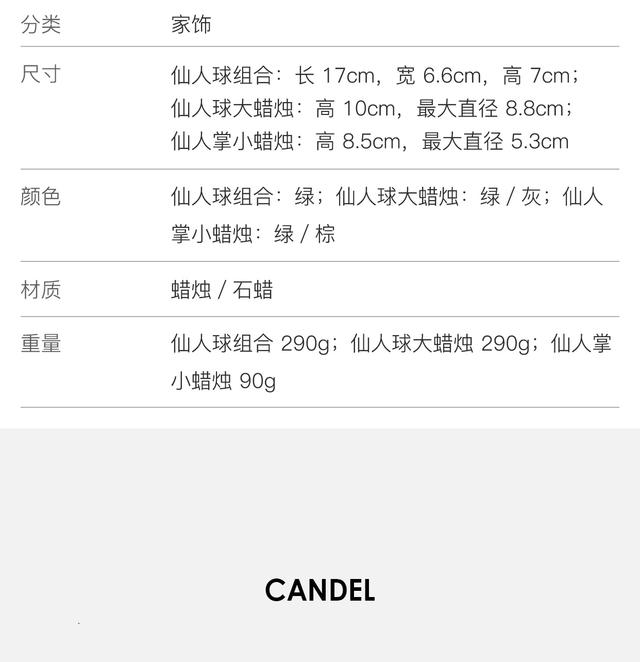 分类 家饰
尺寸 仙人球组合：长 17cm，宽 6.6cm，高 7cm；
仙人球大蜡烛：高 10cm，最大直径 8.8cm；
仙人掌小蜡烛：高 8.5cm，最大直径 5.3cm
颜色 仙人球组合：绿；仙人球大蜡烛：绿 / 灰；仙人
掌小蜡烛：绿 / 棕
材质 蜡烛 / 石蜡
重量 仙人球组合 290g；仙人球大蜡烛 290g；仙人掌
小蜡烛 90g
CANDEL